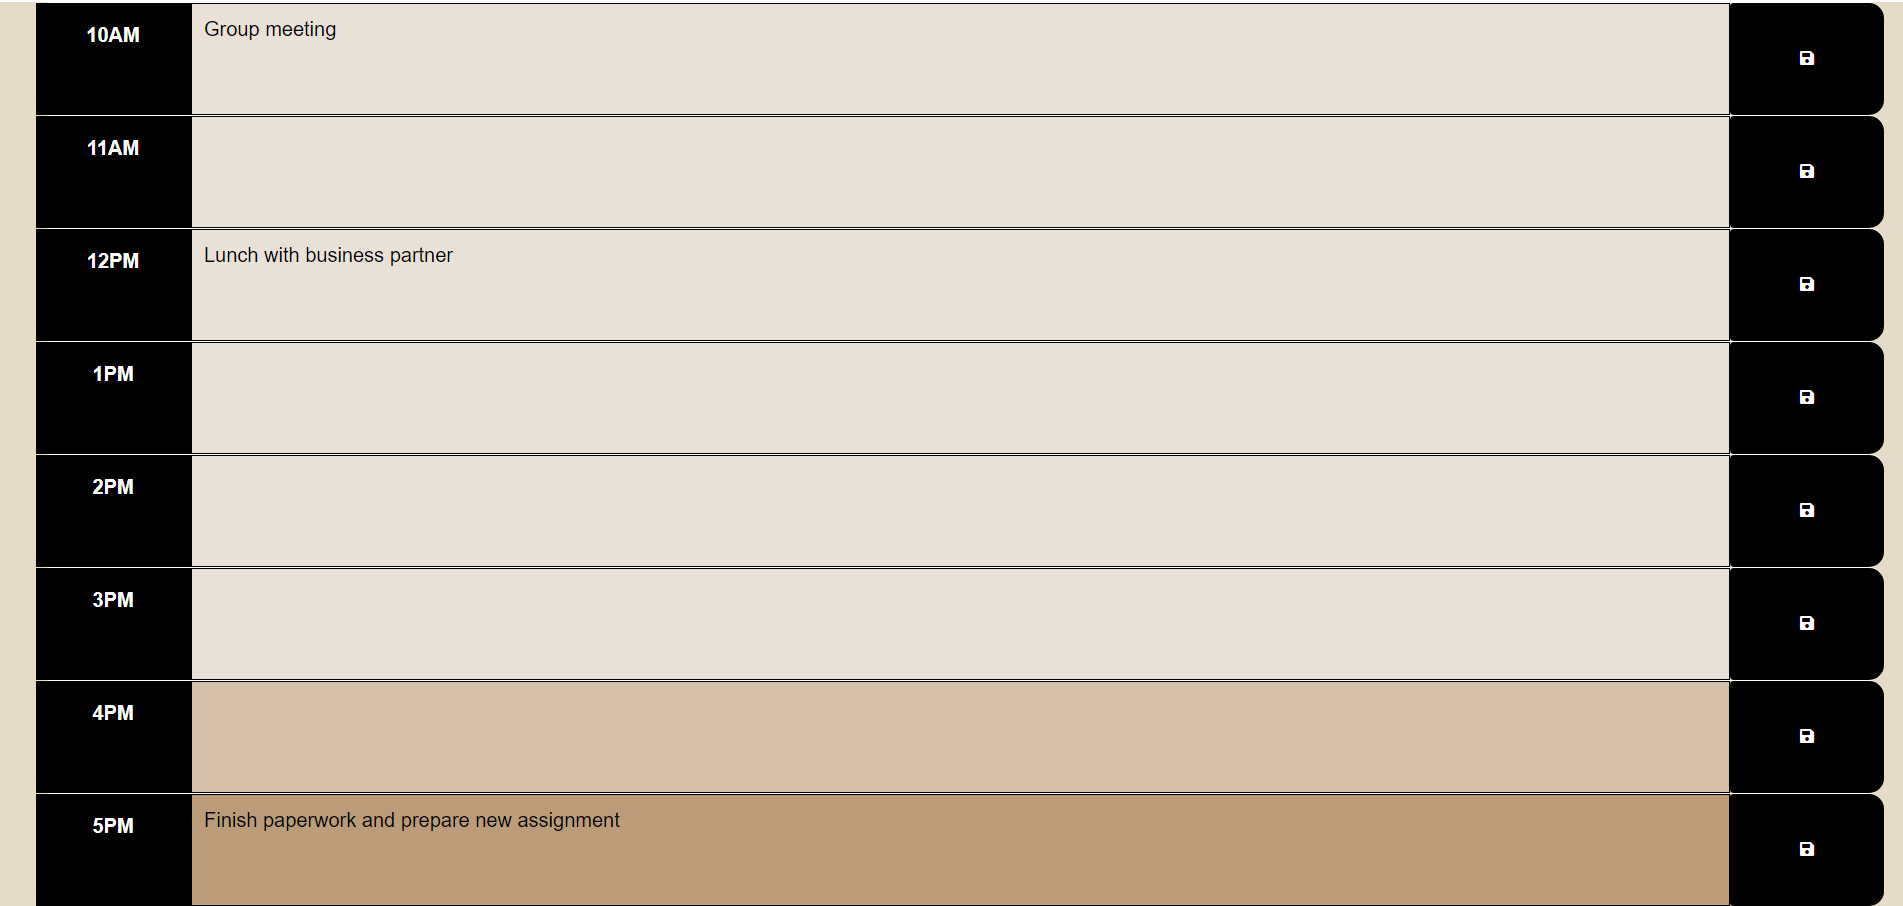 10AM
Group meeting
11AM
12PM
Lunch with business partner
1PM
2PM
3PM
4PM
5PM
Finish paperwork and prepare new assignment